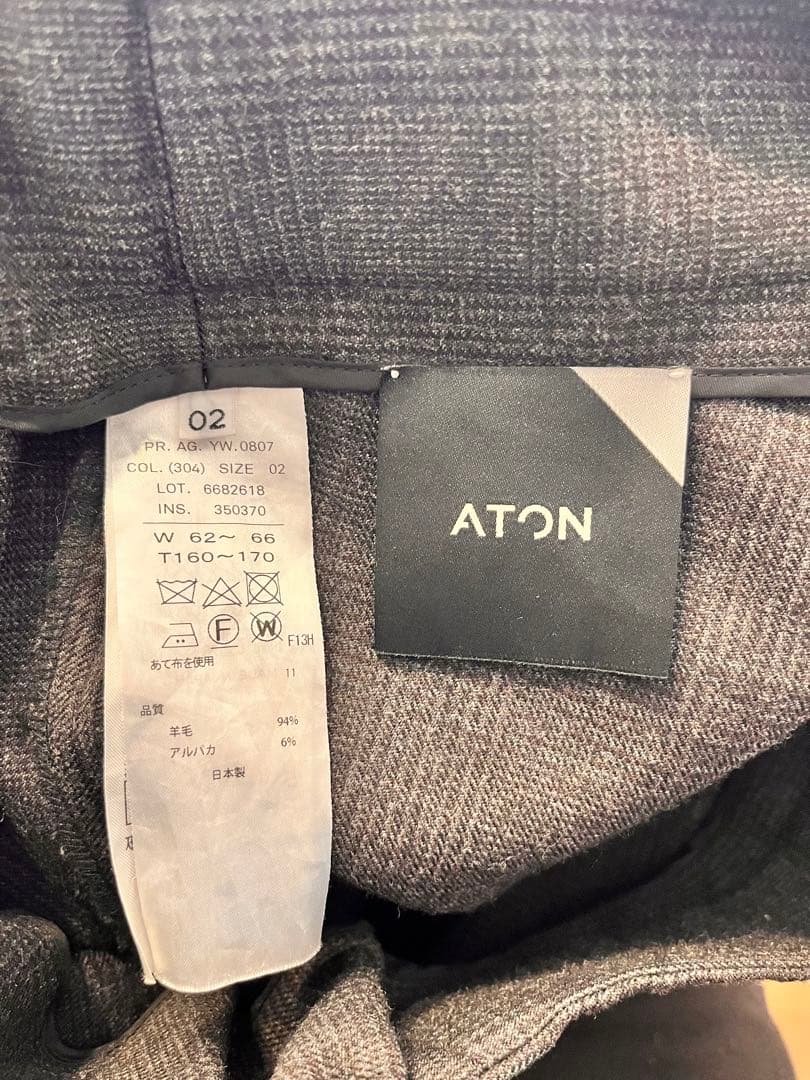 02
PR. AG. YW.0807
COL. (304) SIZE 02
LOT. 6682618
INS. 350370
W 62～ 66
T160～170
F W F13H
あて布を使用
11
品質
羊毛 94%
アルパカ 6%
日本製
ATON